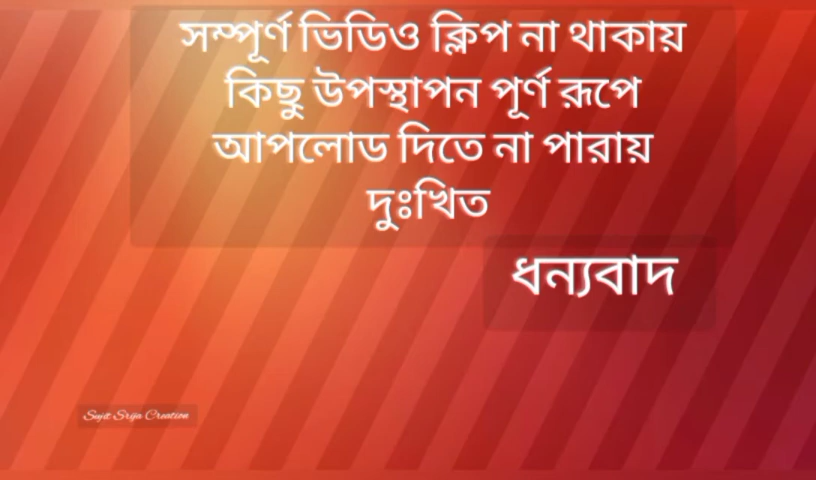 সম্পূর্ণ ভিডিও ক্লিপ না থাকায়
কিছু উপস্থাপন পূর্ণ রূপে
আপলোড দিতে না পারায়
দুঃখিত
ধন্যবাদ
Sujit Srija Creation